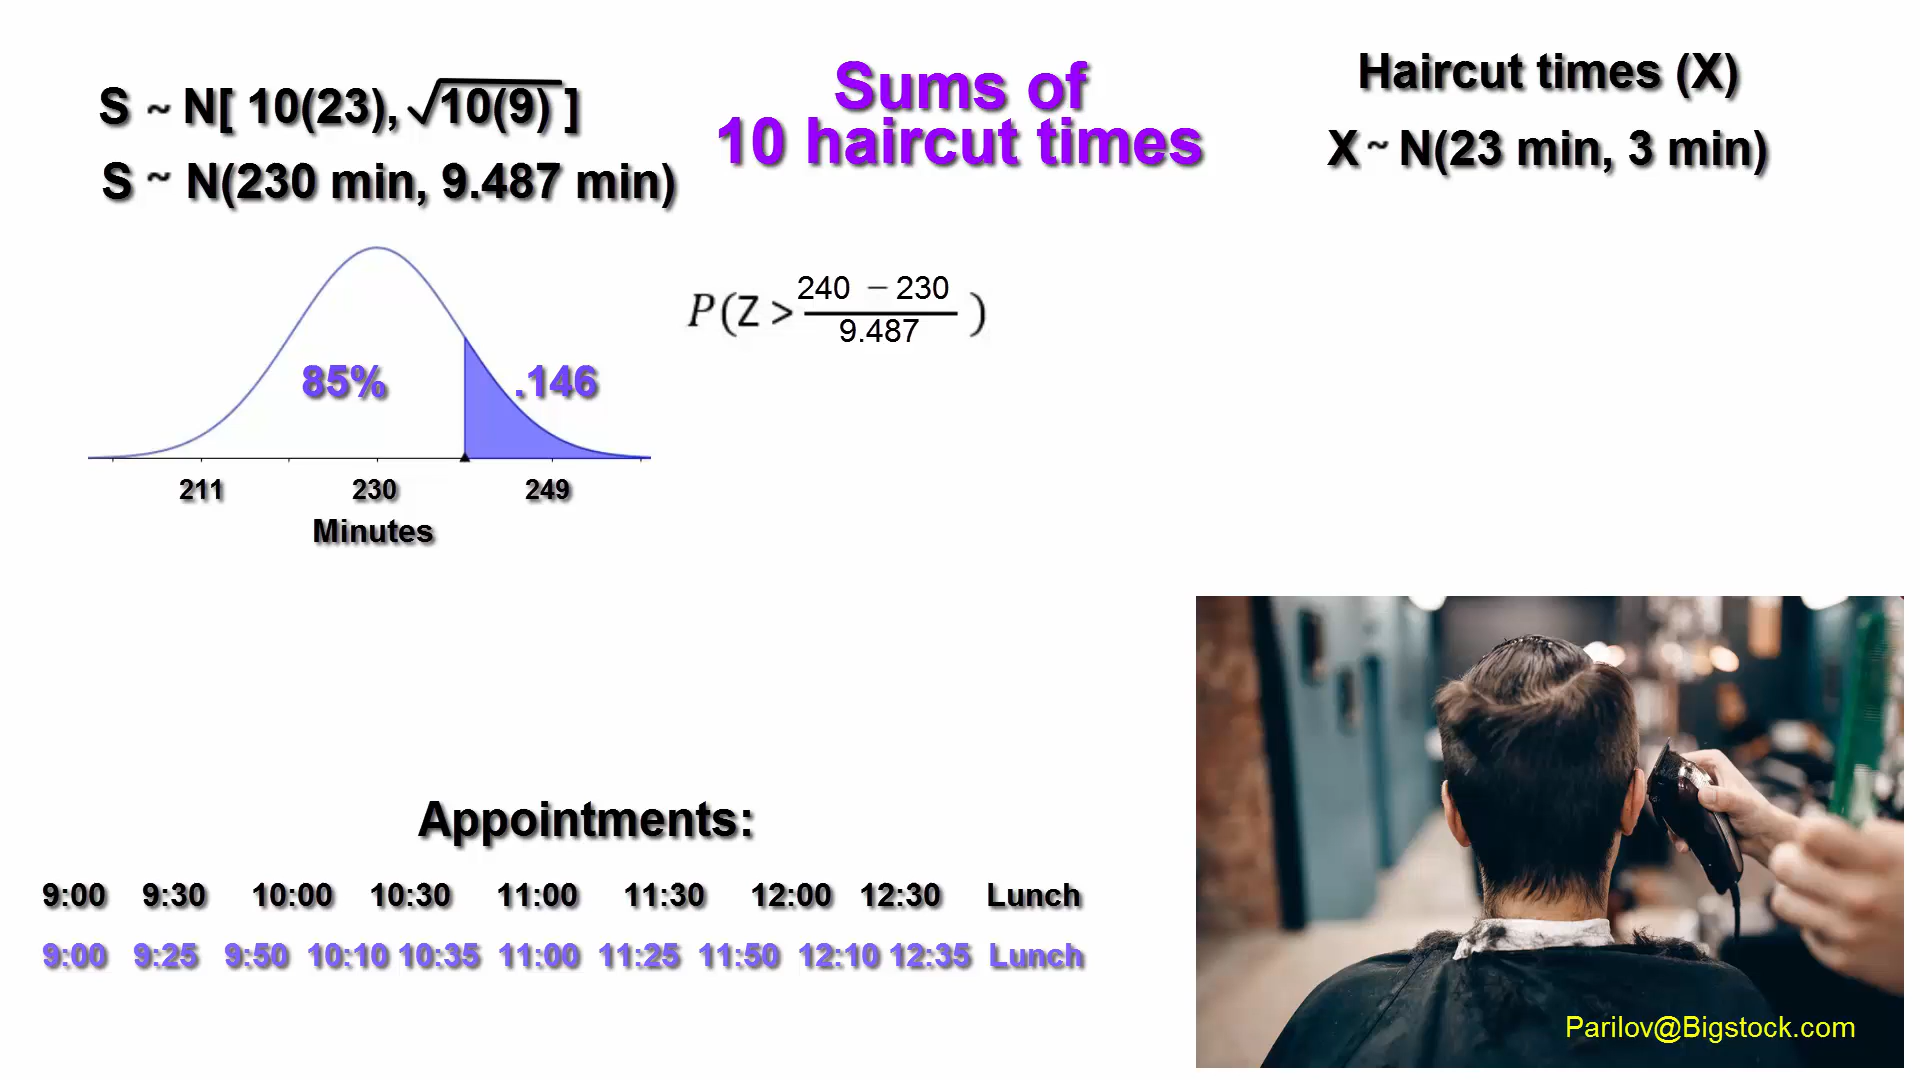 S ~ N[ 10(23), √10(9) ]
S ~ N(230 min, 9.487 min)
Sums of
10 haircut times
Haircut times (X)
X ~ N(23 min, 3 min)
P(Z > 240 – 230 / 9.487 )
85% .146
211 230 249
Minutes
Appointments:
9:00 9:30 10:00 10:30 11:00 11:30 12:00 12:30 Lunch
9:00 9:25 9:50 10:10 10:35 11:00 11:25 11:50 12:10 12:35 Lunch
Parilov@Bigstock.com